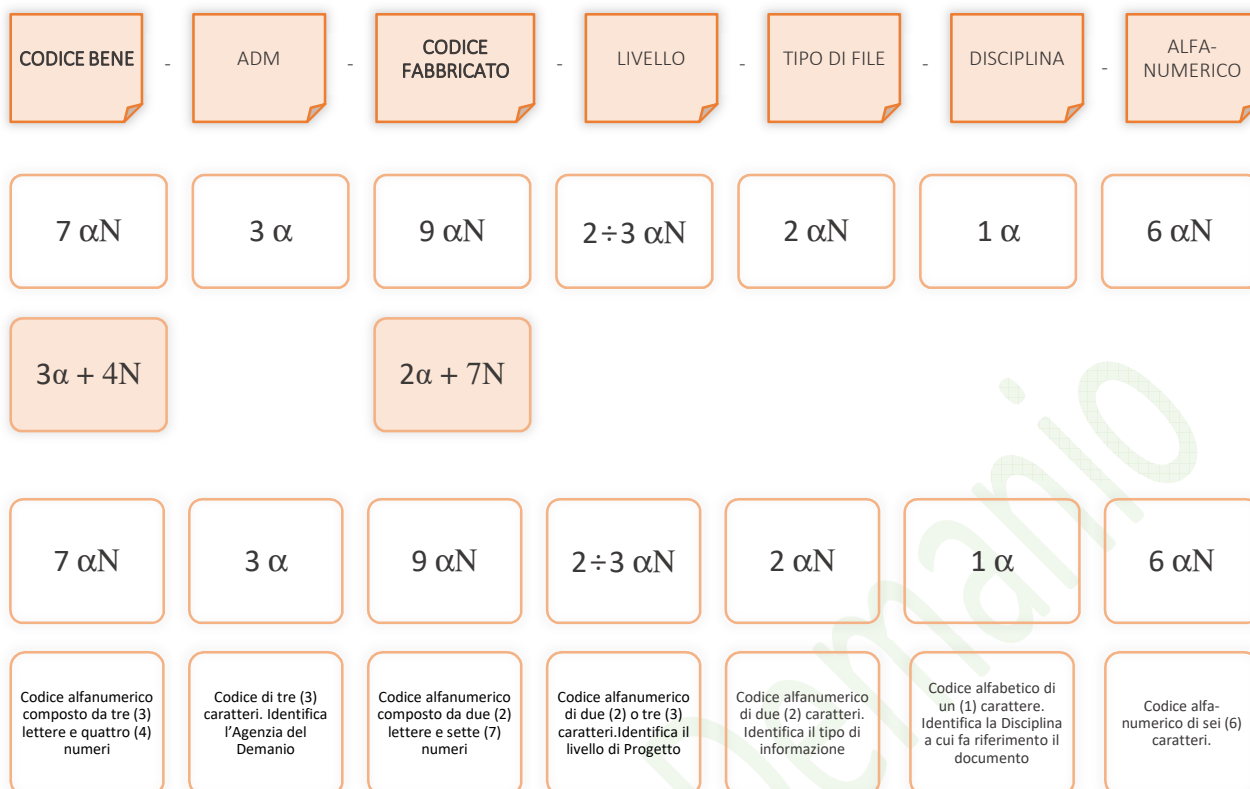 CODICE BENE - ADM - CODICE FABBRICATO - LIVELLO - TIPO DI FILE - DISCIPLINA - ALFA-NUMERICO
7 αN
3 α
9 αN
2÷3 αN
2 αN
1 α
6 αN
3α + 4N
2α + 7N
7 αN
3 α
9 αN
2÷3 αN
2 αN
1 α
6 αN
Codice alfanumerico
composto da tre (3)
lettere e quattro (4)
numeri
Codice di tre (3)
caratteri. Identifica
l’Agenzia del
Demanio
Codice alfanumerico
composto da due (2)
lettere e sette (7)
numeri
Codice alfanumerico
di due (2) o tre (3)
caratteri.Identifica il
livello di Progetto
Codice alfanumerico
di due (2) caratteri.
Identifica il tipo di
informazione
Codice alfabetico di
un (1) carattere.
Identifica la Disciplina
a cui fa riferimento il
documento
Codice alfa-
numerico di sei (6)
caratteri.
Demanio